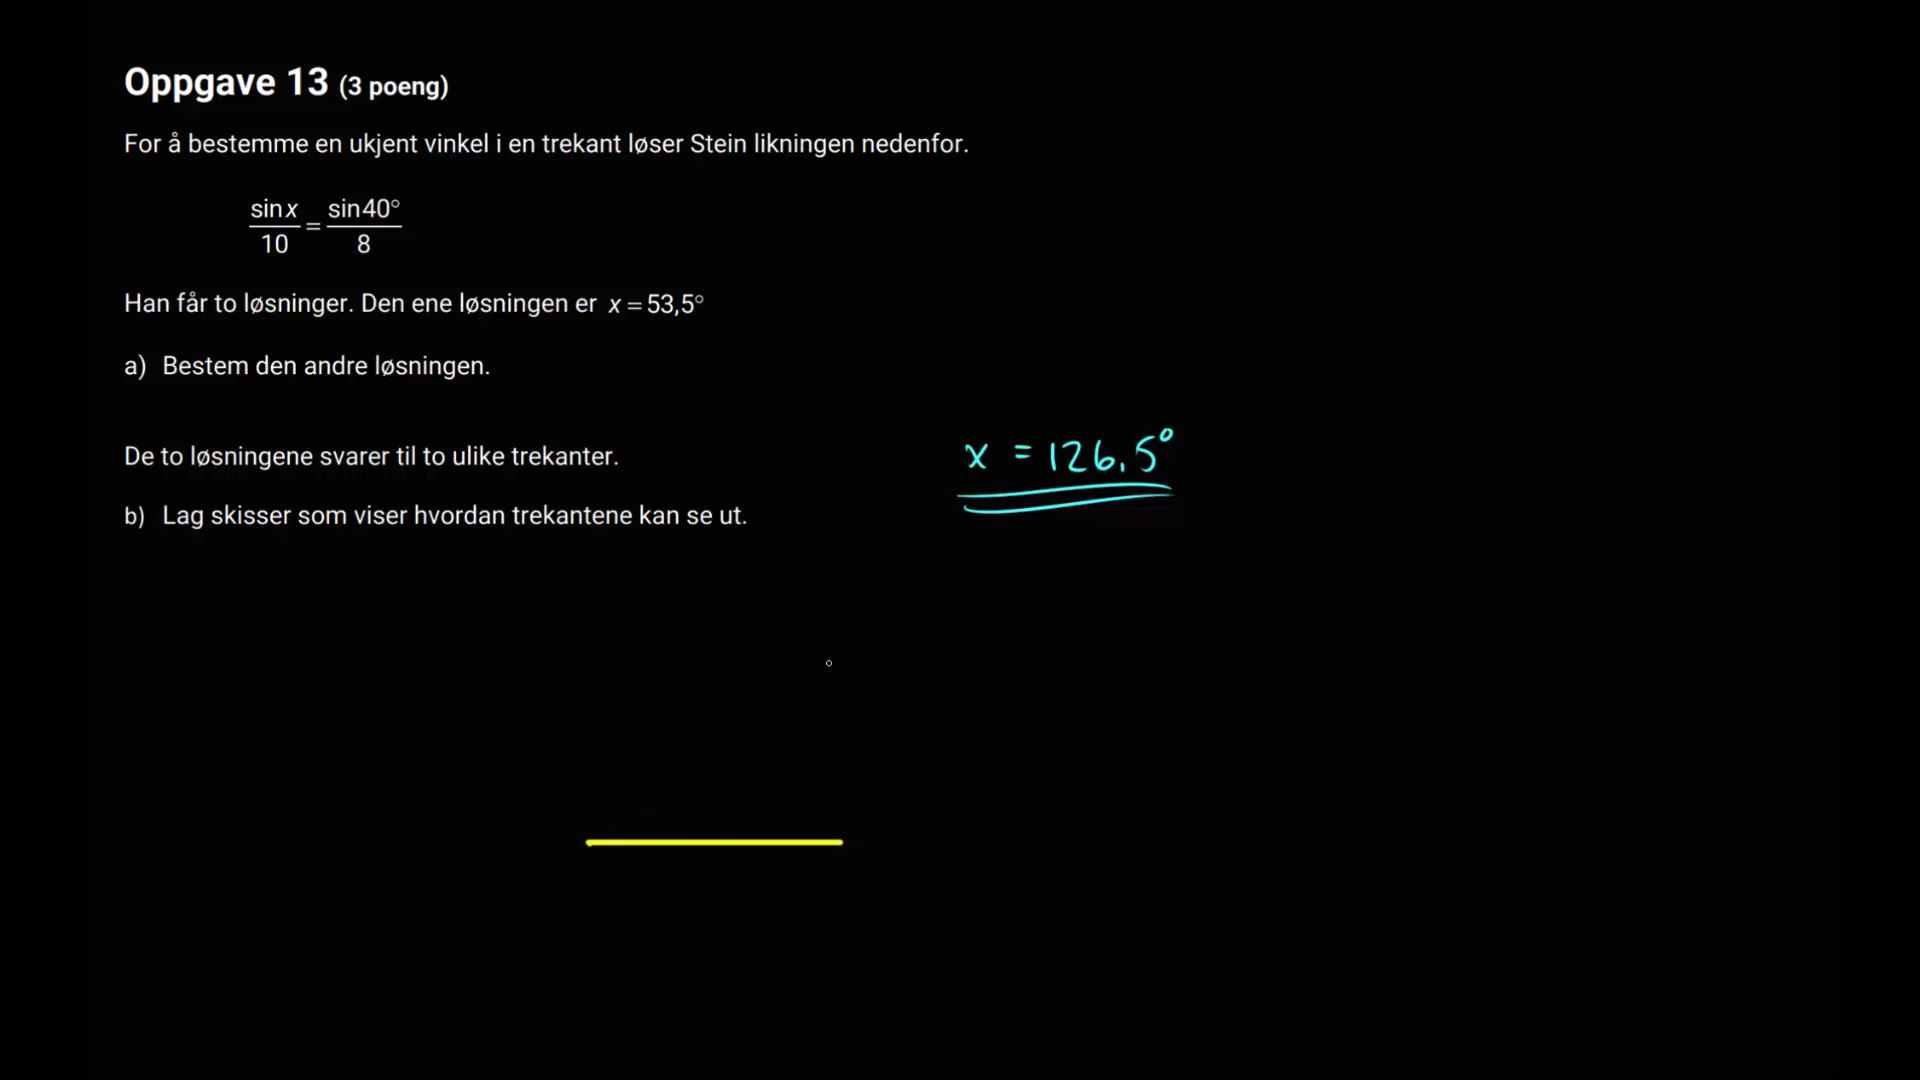 Oppgave 13 (3 poeng)
For å bestemme en ukjent vinkel i en trekant løser Stein likningen nedenfor.
sin x / 10 = sin 40° / 8
Han får to løsninger. Den ene løsningen er x = 53,5°
a) Bestem den andre løsningen.
De to løsningene svarer til to ulike trekanter.
x = 126,5°
b) Lag skisser som viser hvordan trekantene kan se ut.